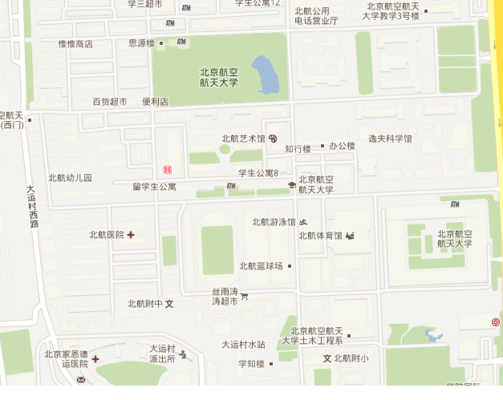 学三超市
学生公寓12
北航公用
电话营业厅
北京航空航天
大学教学3号楼
惟惟商店
思源楼
北京航空
航天大学
百货超市
便利店
空航天
(西门)
北航艺术馆
知行楼
办公楼
逸夫科学馆
北航幼儿园
留学生公寓
学生公寓8
北京航空
航天大学
大运村西路
北航医院
北航游泳馆
北航体育馆
北京航空
航天大学
北航篮球场
北航附中
丝雨涛
涛超市
北京家恩德
运医院
大运村
派出所
大运村水站
学知楼
北京航空航天
大学土木工程系
北航附小